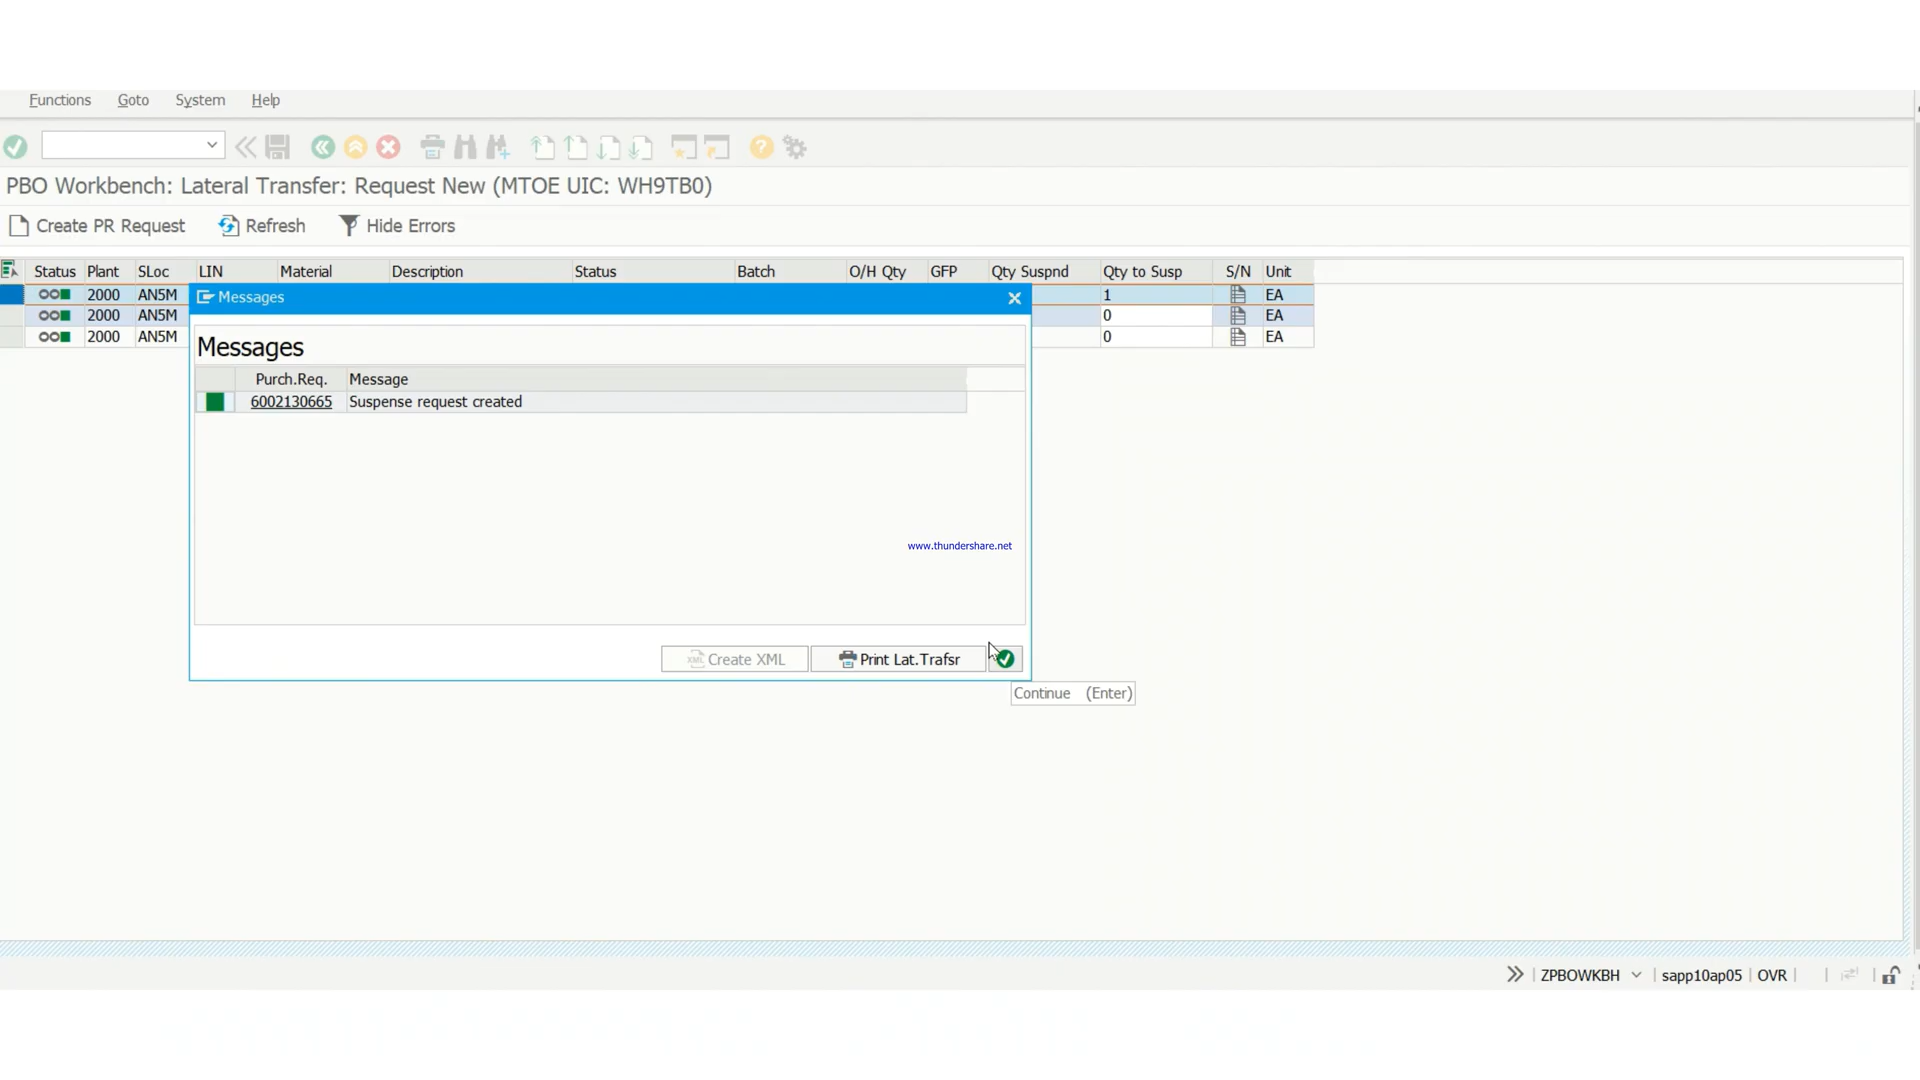 Functions Goto System Help
PBO Workbench: Lateral Transfer: Request New (MTOE UIC: WH9TB0)
Create PR Request Refresh Hide Errors
Status Plant SLoc LIN Material Description Status Batch O/H Qty GFP Qty Suspnd Qty to Susp S/N Unit
2000 AN5M 1 EA
2000 AN5M 0 EA
2000 AN5M 0 EA
Messages
Messages
Purch.Req. Message
6002130665 Suspense request created
www.thundershare.net
XML Create XML Print Lat.Trafsr
Continue (Enter)
ZPBOWKBH sapp10ap05 OVR